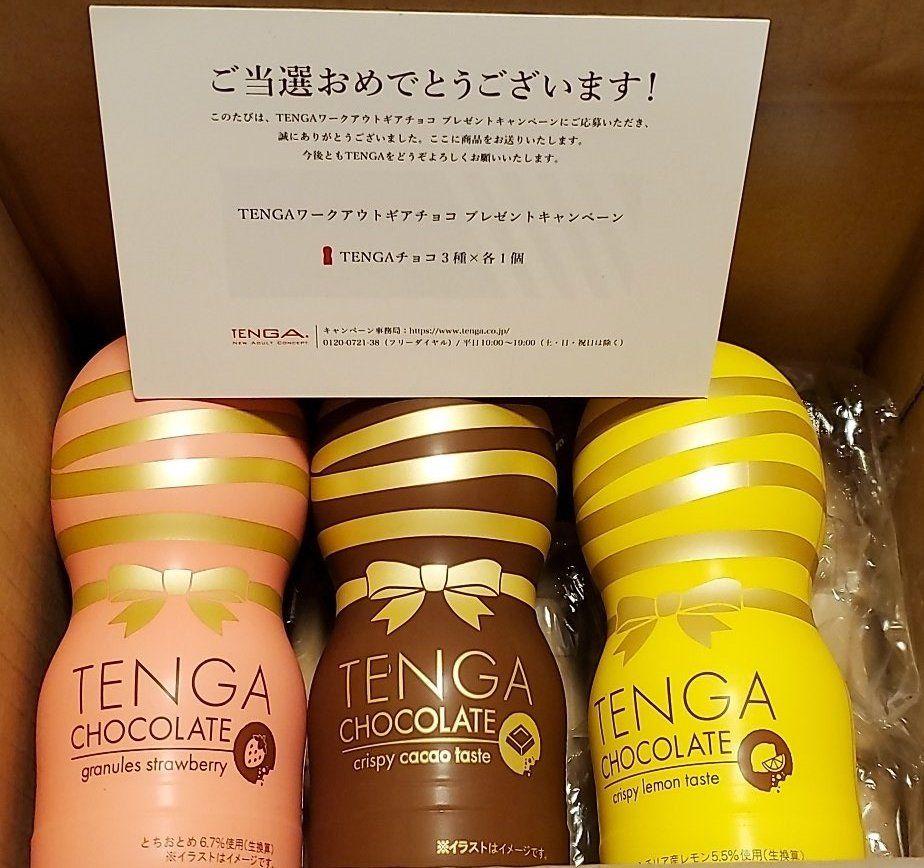 ご当選おめでとうございます!
このたびは、TENGAワークアウトギアチョコ プレゼントキャンペーンにご応募いただき、
誠にありがとうございました。ここに商品をお送りいたします。
今後ともTENGAをどうぞよろしくお願いいたします。
TENGAワークアウトギアチョコ プレゼントキャンペーン
TENGAチョコ3種×各1個
TENGA.
NEW ADULT CONCEPT
キャンペーン事務局:https://www.tenga.co.jp/
0120-0721-38(フリーダイヤル)/ 平日10:00〜19:00(土・日・祝日は除く)
TENGA
CHOCOLATE
granules strawberry
とちおとめ 6.7%使用(生換算)
※イラストはイメージです。
TENGA
CHOCOLATE
crispy cacao taste
※イラストはイメージです。
TENGA
CHOCOLATE
crispy lemon taste
チリア産レモン5.5%使用(生換算)